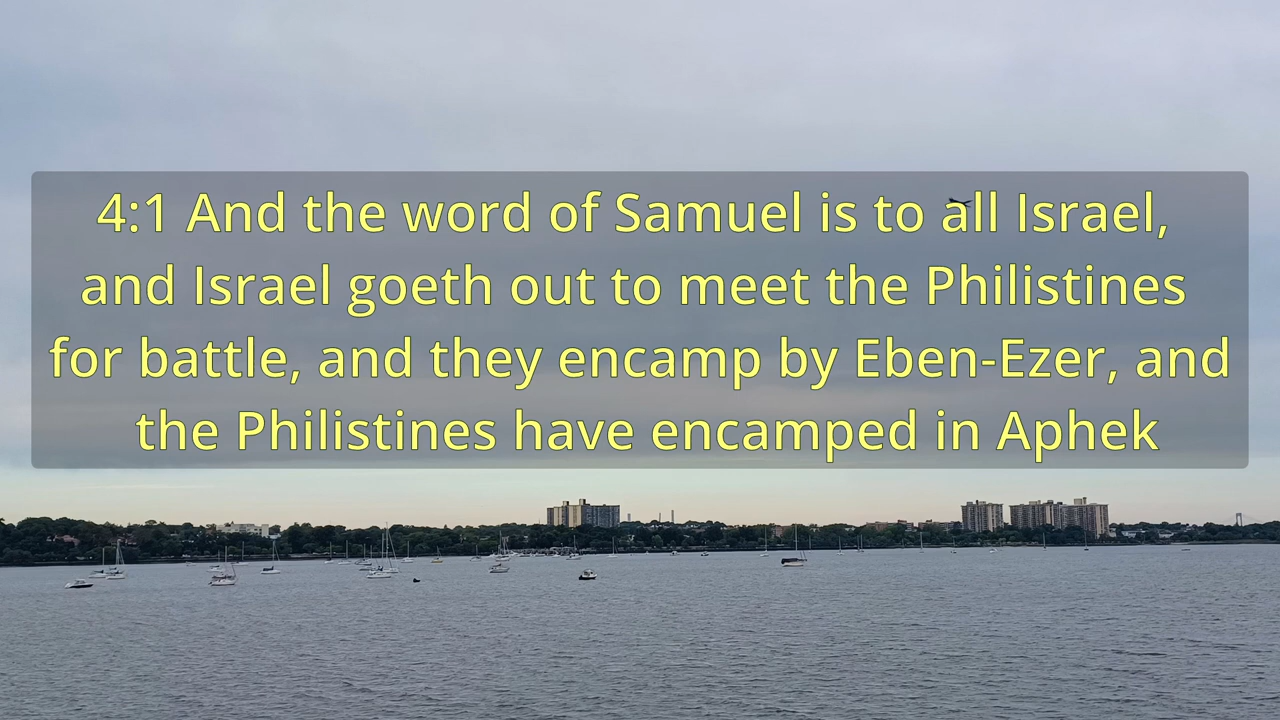 4:1 And the word of Samuel is to all Israel,
and Israel goeth out to meet the Philistines
for battle, and they encamp by Eben-Ezer, and
the Philistines have encamped in Aphek